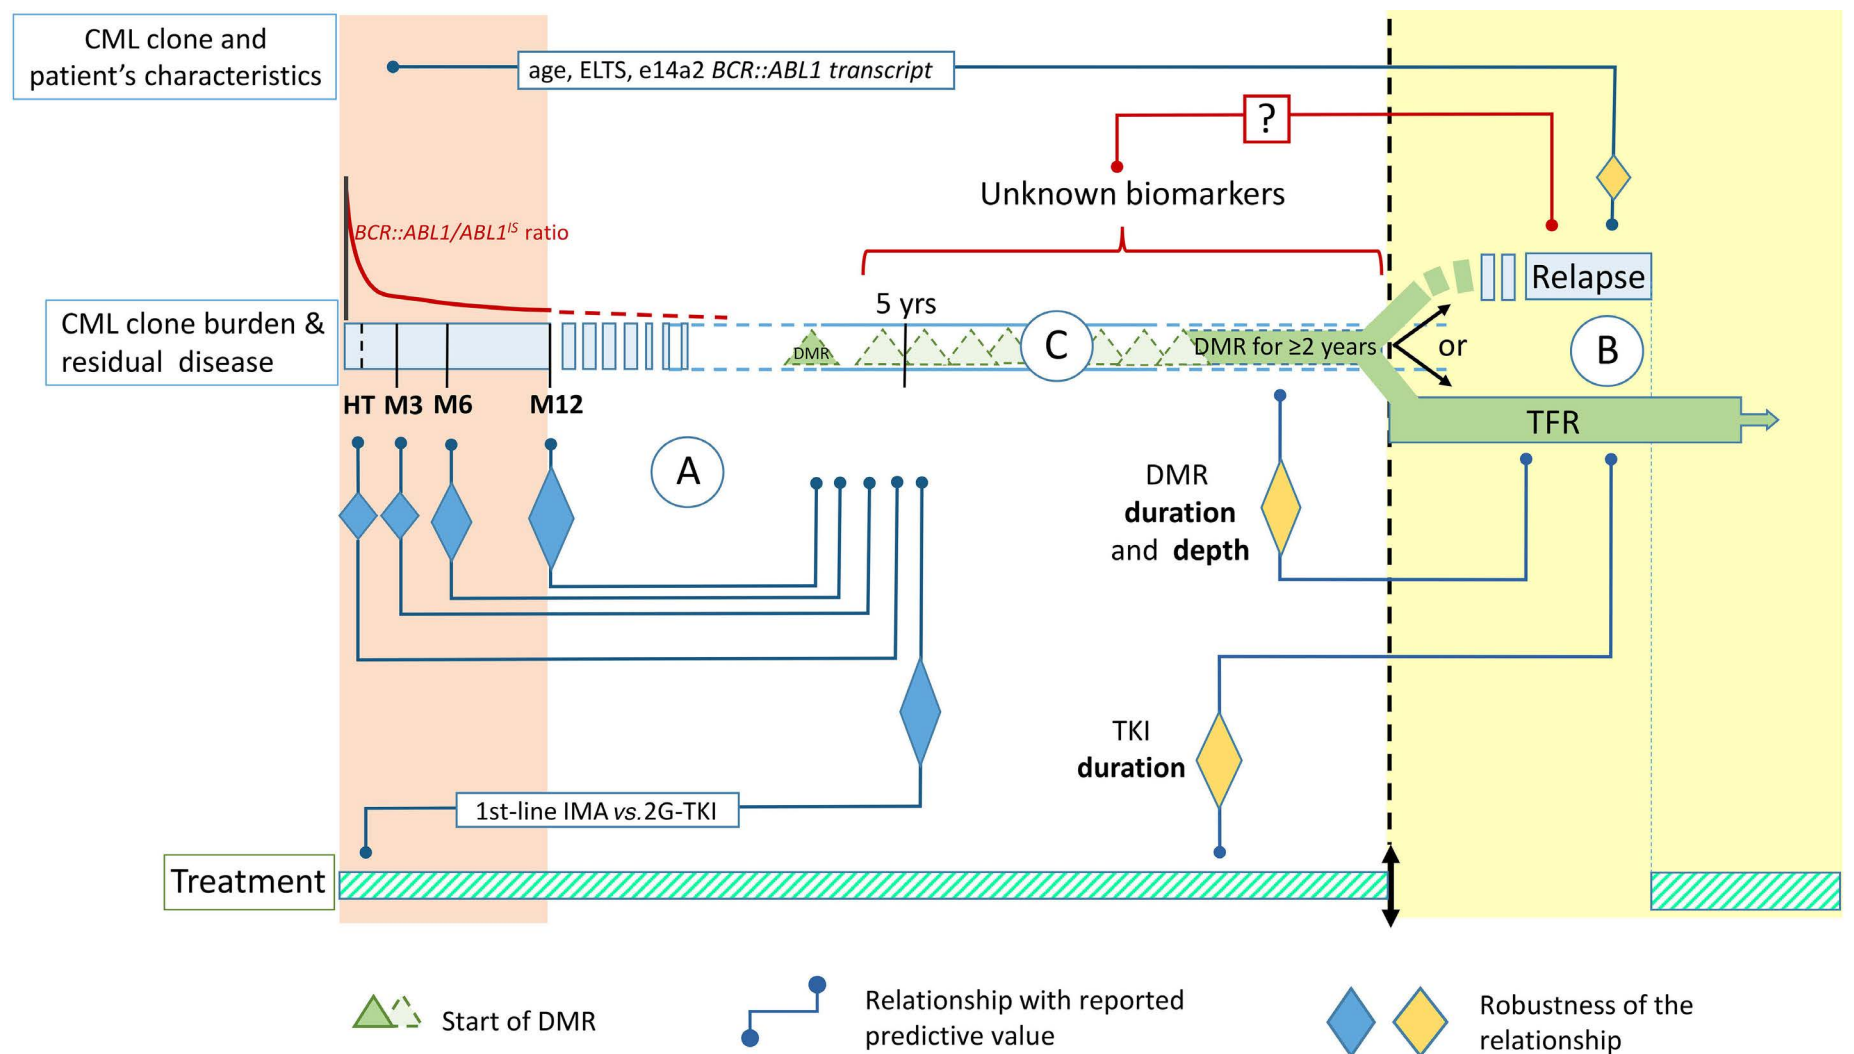 CML clone and
patient’s characteristics
age, ELTS, e14a2 BCR::ABL1 transcript
?
Unknown biomarkers
BCR::ABL1/ABL1^IS ratio
CML clone burden &
residual disease
5 yrs
DMR
C
DMR for ≥2 years
or
Relapse
B
TFR
HT M3 M6 M12
A
DMR
duration
and depth
TKI
duration
1st-line IMA vs. 2G-TKI
Treatment
Start of DMR
Relationship with reported
predictive value
Robustness of the
relationship